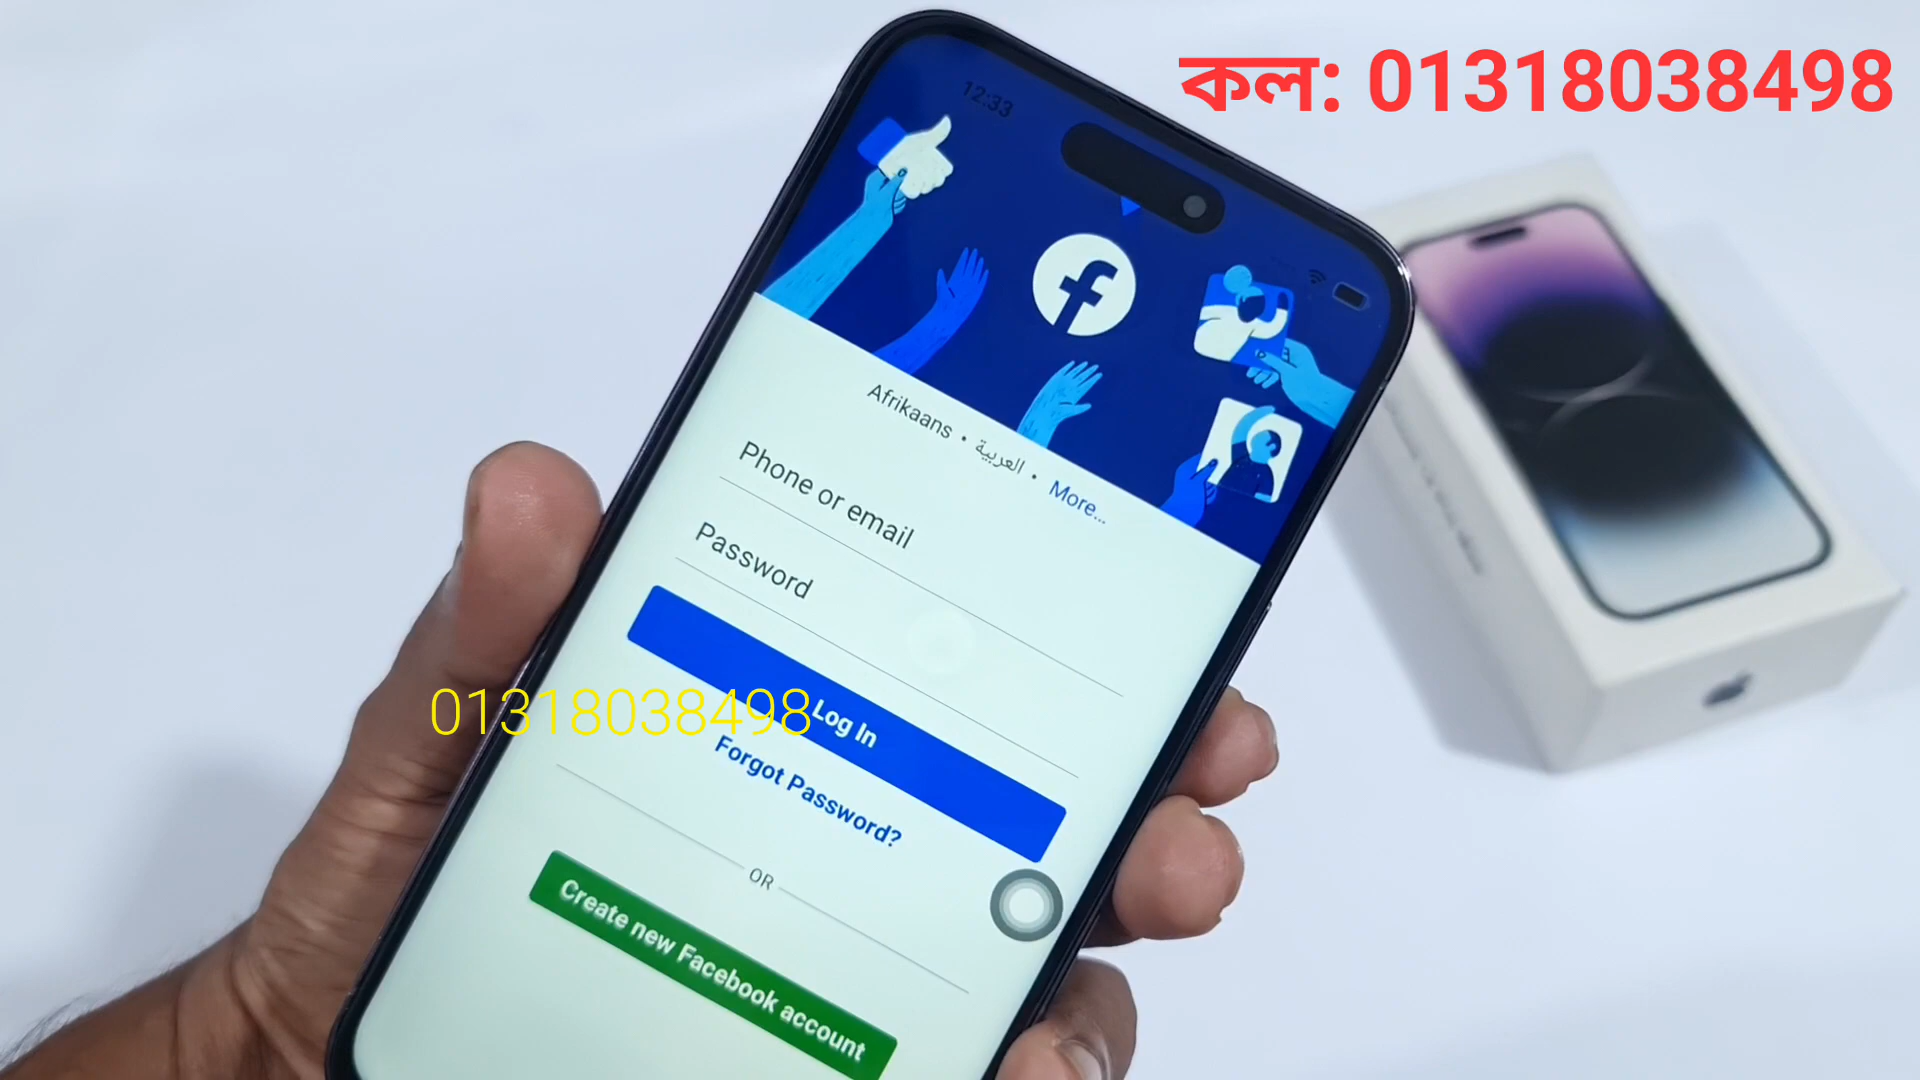 কল: 01318038498
12:33
Afrikaans • العربية • More...
Phone or email
Password
01318038498
Log In
Forgot Password?
OR
Create new Facebook account